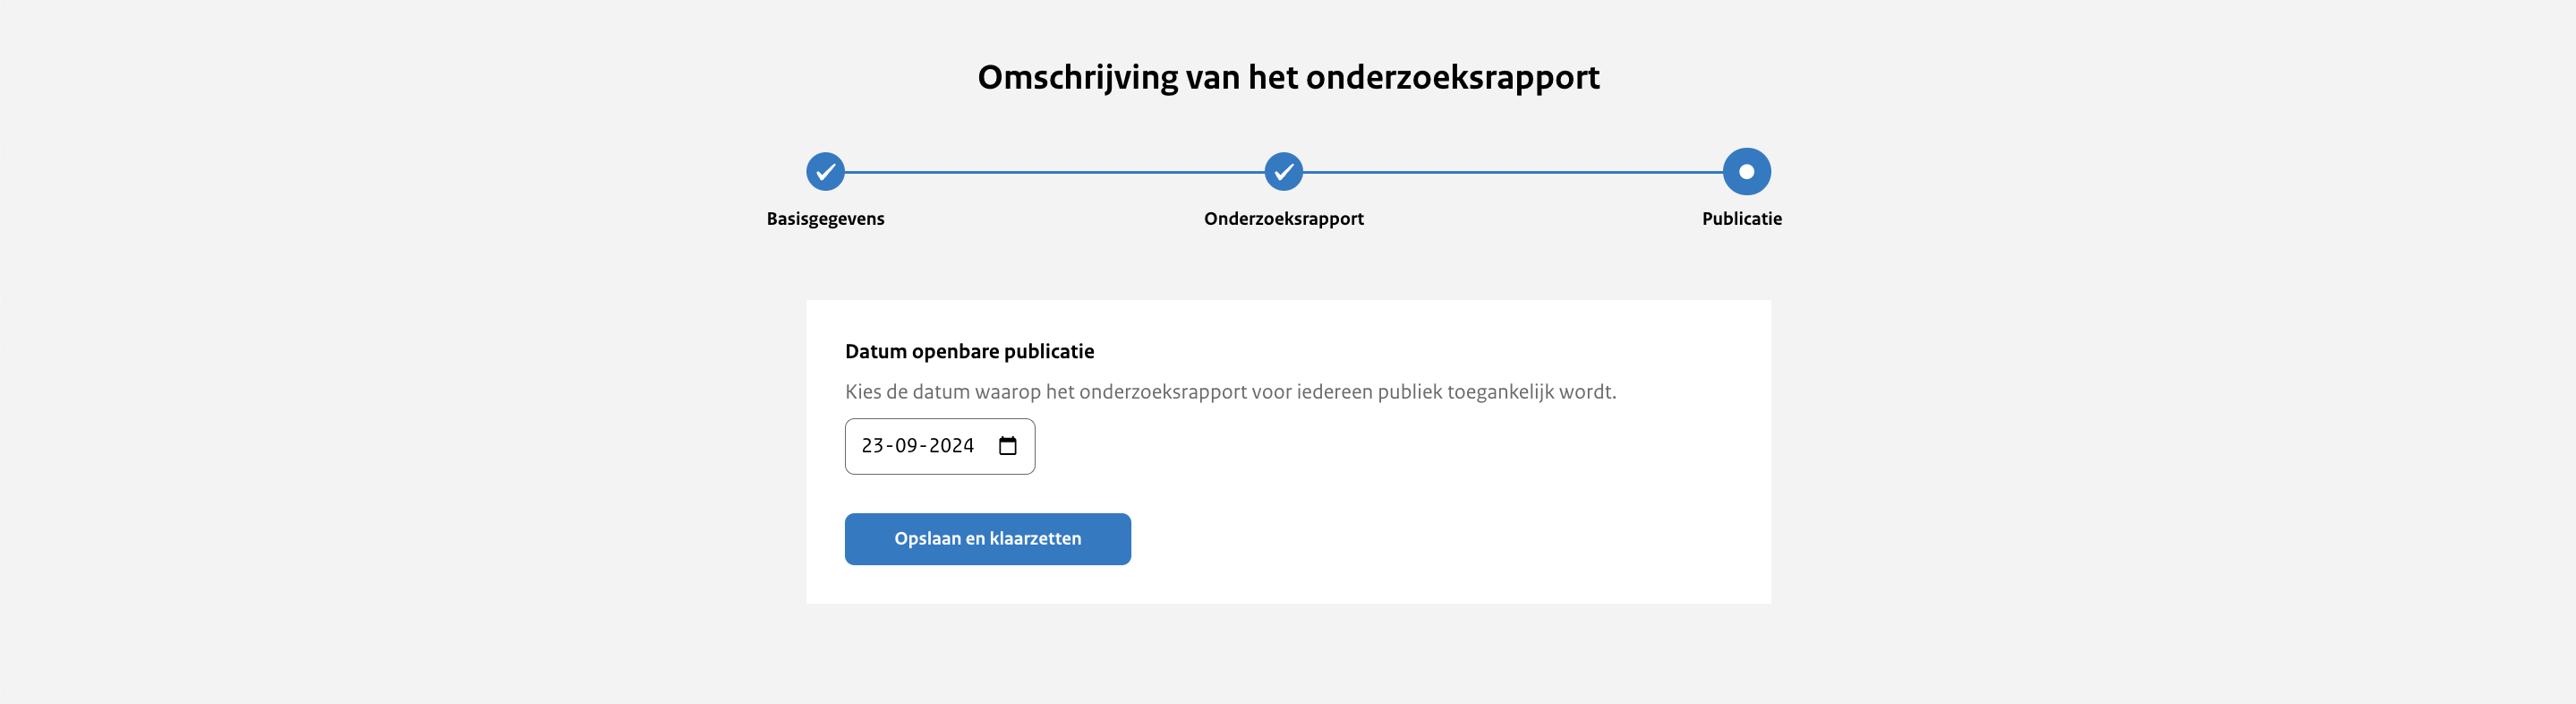 Omschrijving van het onderzoeksrapport
Basisgegevens
Onderzoeksrapport
Publicatie
Datum openbare publicatie
Kies de datum waarop het onderzoeksrapport voor iedereen publiek toegankelijk wordt.
23-09-2024
Opslaan en klaarzetten